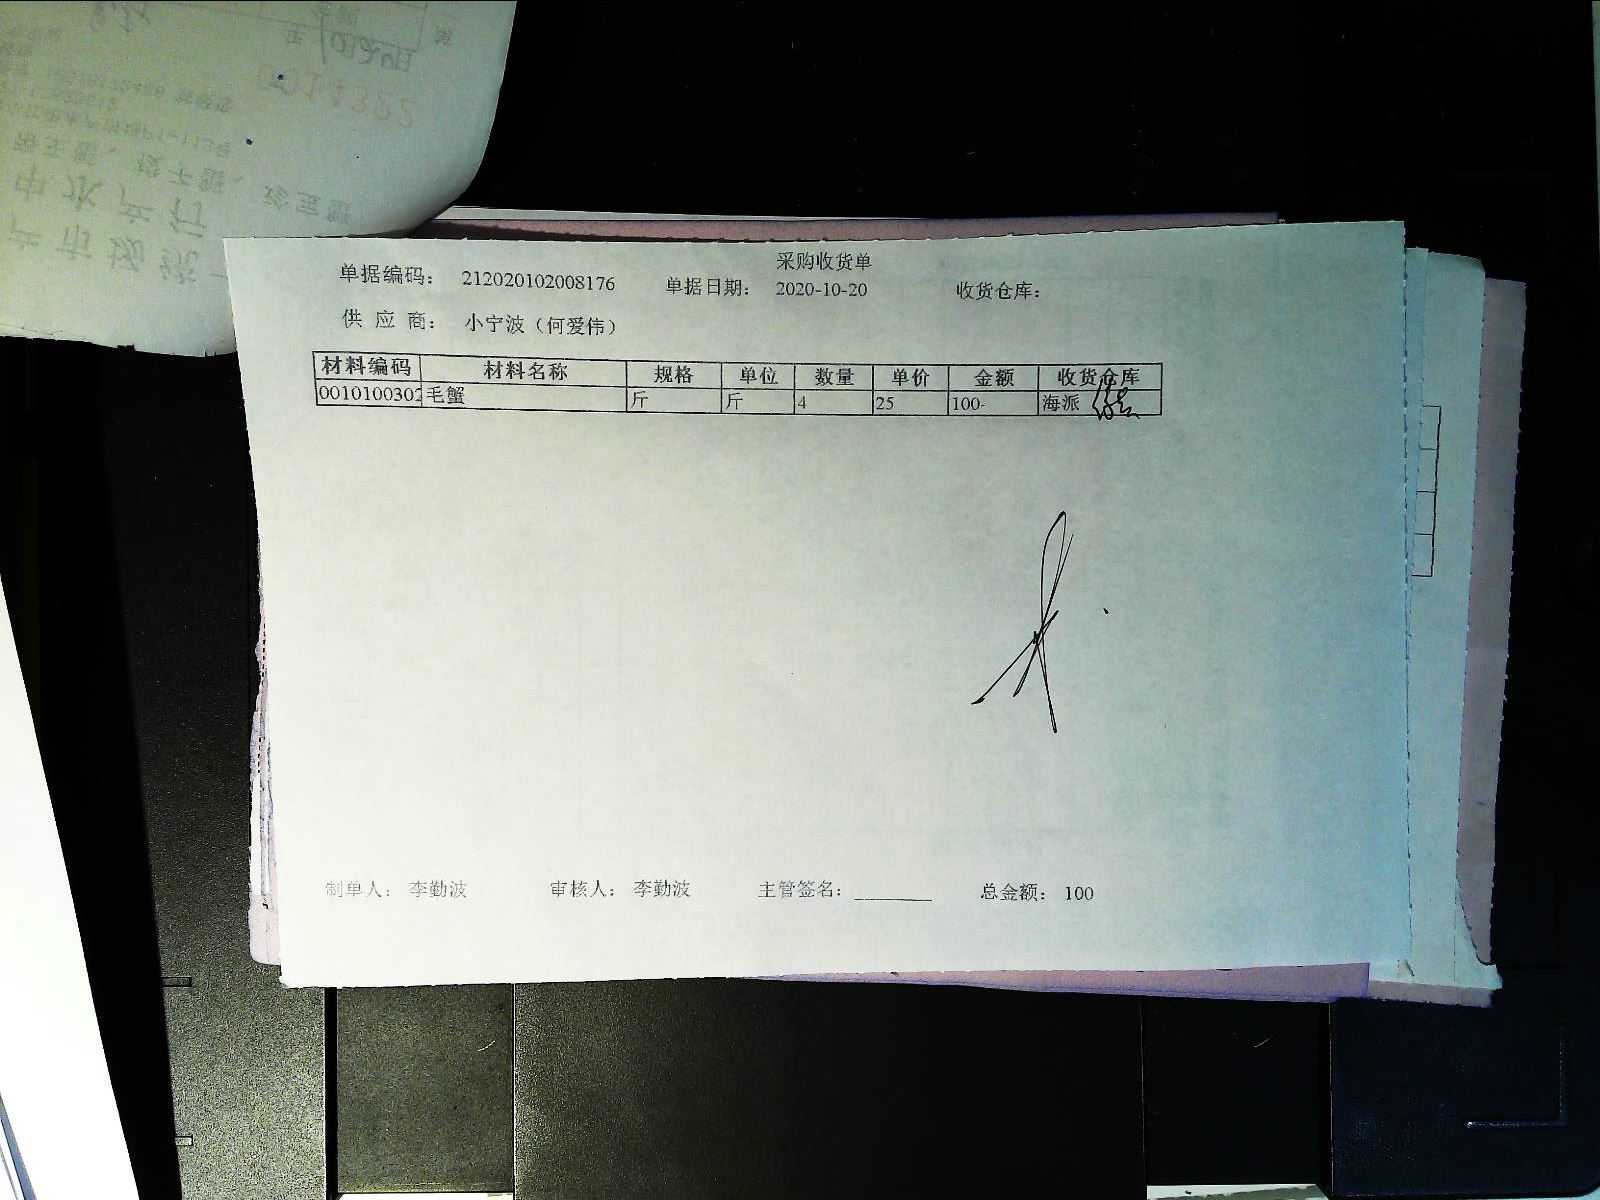 采购收货单
单据编码: 212020102008176 单据日期: 2020-10-20 收货仓库:
供 应 商: 小宁波（何爱伟）
材料编码 材料名称 规格 单位 数量 单价 金额 收货仓库
0010100302 毛蟹 斤 斤 4 25 100- 海派
制单人: 李勤波 审核人: 李勤波 主管签名: 总金额: 100